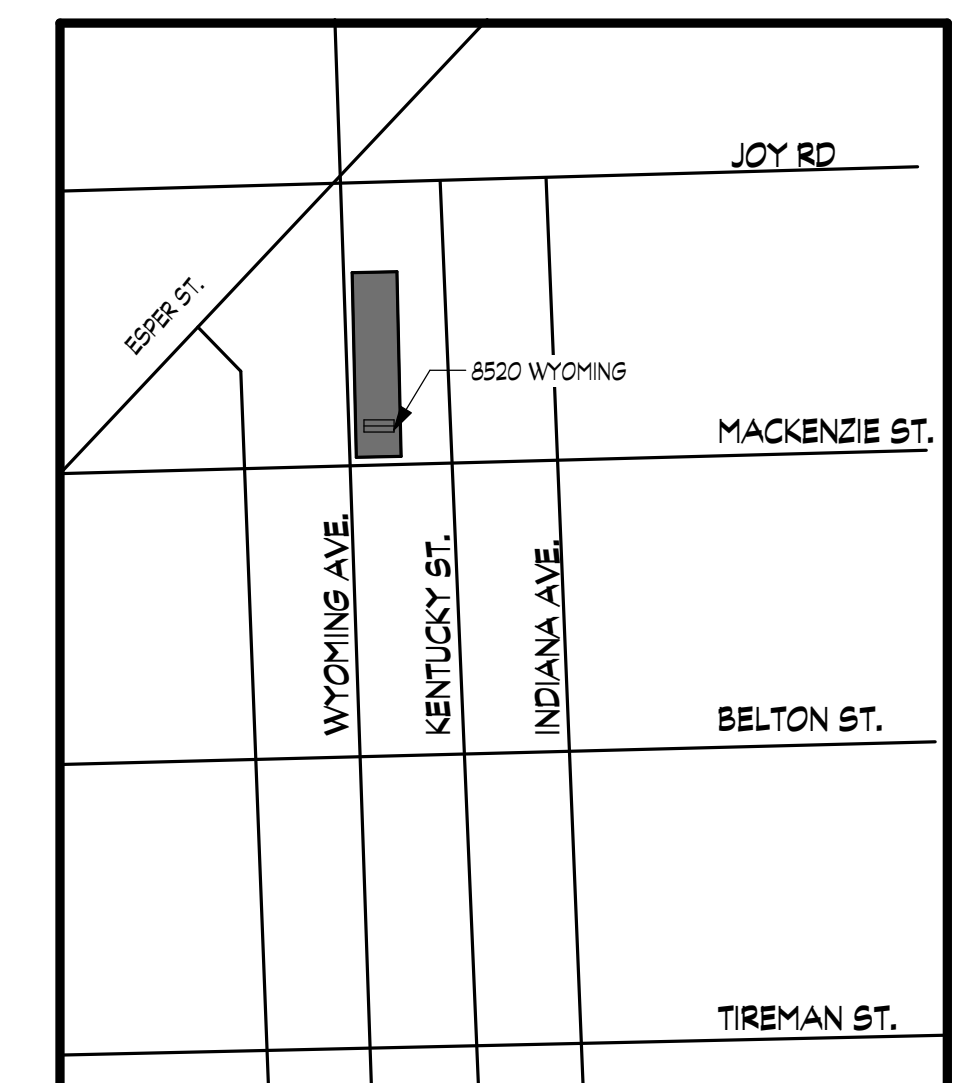 JOY RD
ESPER ST.
8520 WYOMING
MACKENZIE ST.
WYOMING AVE.
KENTUCKY ST.
INDIANA AVE.
BELTON ST.
TIREMAN ST.